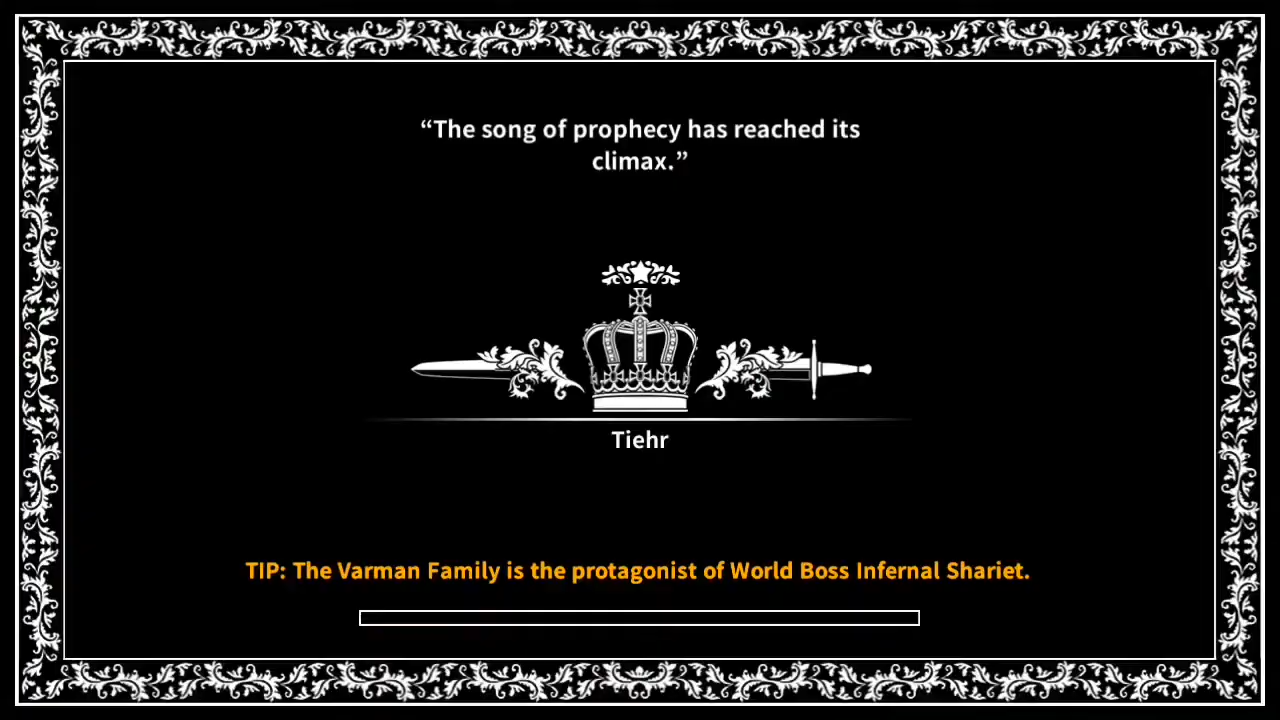 “The song of prophecy has reached its
climax.”
Tiehr
TIP: The Varman Family is the protagonist of World Boss Infernal Shariet.